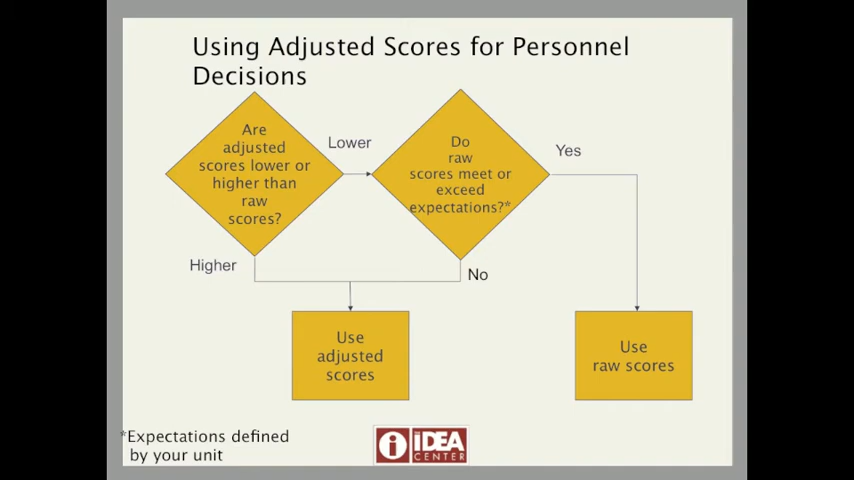 Using Adjusted Scores for Personnel
Decisions
Are
adjusted
scores lower or
higher than
raw
scores?
Lower
Do
raw
scores meet or
exceed
expectations?*
Yes
Higher
No
Use
adjusted
scores
Use
raw scores
*Expectations defined
by your unit
THE
IDEA
CENTER